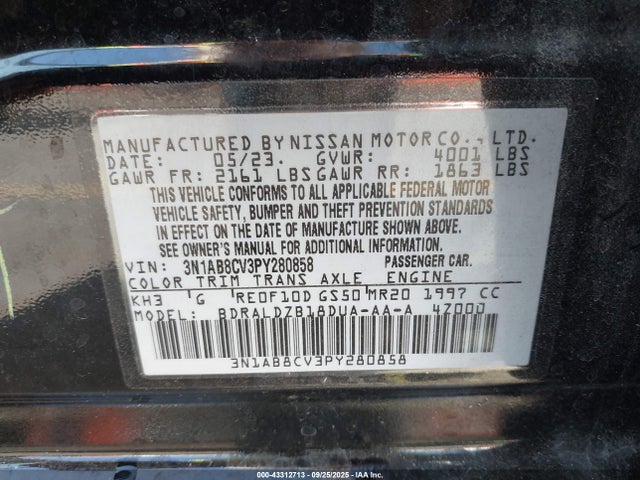 MANUFACTURED BY NISSAN MOTOR CO., LTD.
DATE: 05/23. GVWR: 4001 LBS
GAWR FR: 2161 LBS GAWR RR: 1863 LBS
THIS VEHICLE CONFORMS TO ALL APPLICABLE FEDERAL MOTOR
VEHICLE SAFETY, BUMPER AND THEFT PREVENTION STANDARDS
IN EFFECT ON THE DATE OF MANUFACTURE SHOWN ABOVE.
SEE OWNER'S MANUAL FOR ADDITIONAL INFORMATION.
VIN: 3N1AB8CV3PY280858 PASSENGER CAR.
COLOR TRIM TRANS AXLE ENGINE
KH3 G RE0F10D GS50 MR20 1997 CC
MODEL: BDRALDZB18DUA-AA-A 4Z000
3N1AB8CV3PY280858
000-43312713 - 09/25/2025 - IAA Inc.